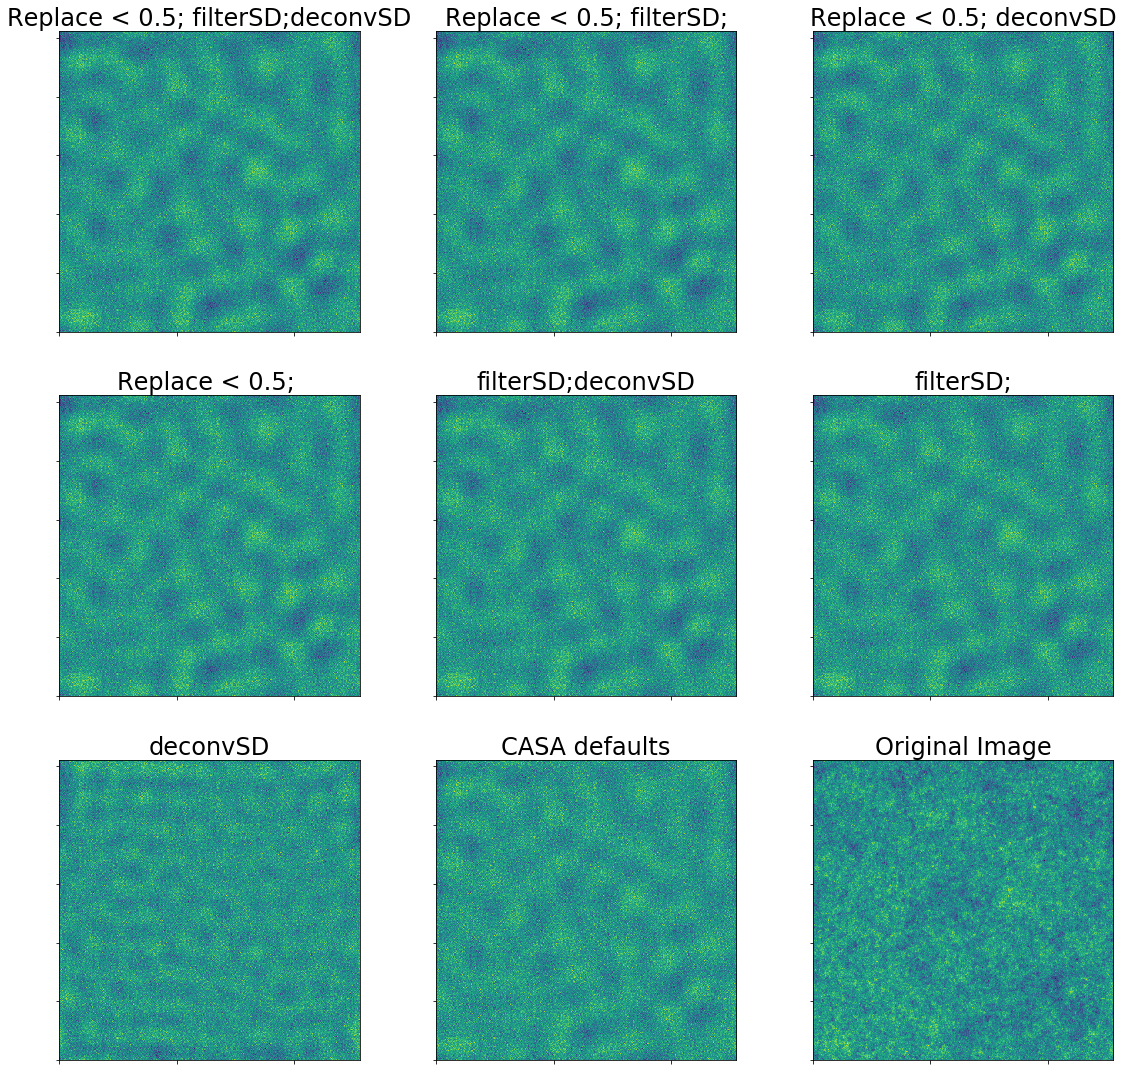 Replace < 0.5; filterSD;deconvSD
Replace < 0.5; filterSD;
Replace < 0.5; deconvSD
Replace < 0.5;
filterSD;deconvSD
filterSD;
deconvSD
CASA defaults
Original Image